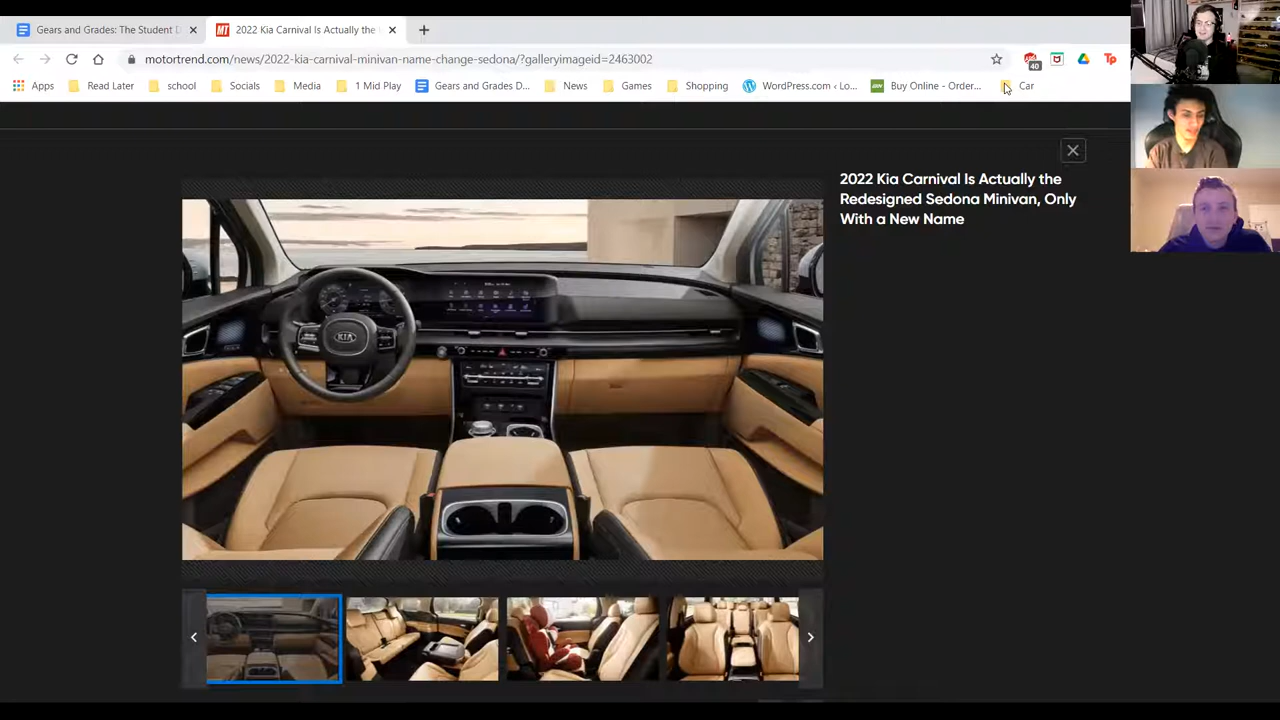 Gears and Grades: The Student D
MT 2022 Kia Carnival Is Actually the
motortrend.com/news/2022-kia-carnival-minivan-name-change-sedona/?galleryimageid=2463002
40
Tp
Apps Read Later school Socials Media 1 Mid Play Gears and Grades D... News Games Shopping WordPress.com ‹ Lo... Buy Online - Order... Car
2022 Kia Carnival Is Actually the
Redesigned Sedona Minivan, Only
With a New Name
KIA